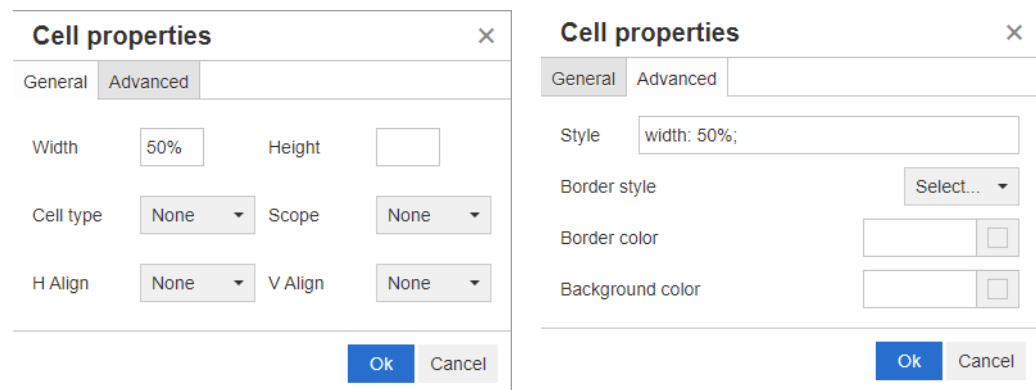 Cell properties ×
General Advanced
Width 50% Height
Cell type None Scope None
H Align None V Align None
Ok Cancel
Cell properties ×
General Advanced
Style width: 50%;
Border style Select...
Border color
Background color
Ok Cancel